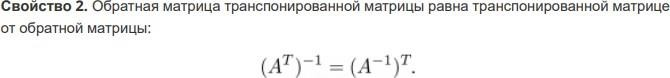 Свойство 2. Обратная матрица транспонированной матрицы равна транспонированной матрице
от обратной матрицы:
(A^T)^{-1} = (A^{-1})^T.